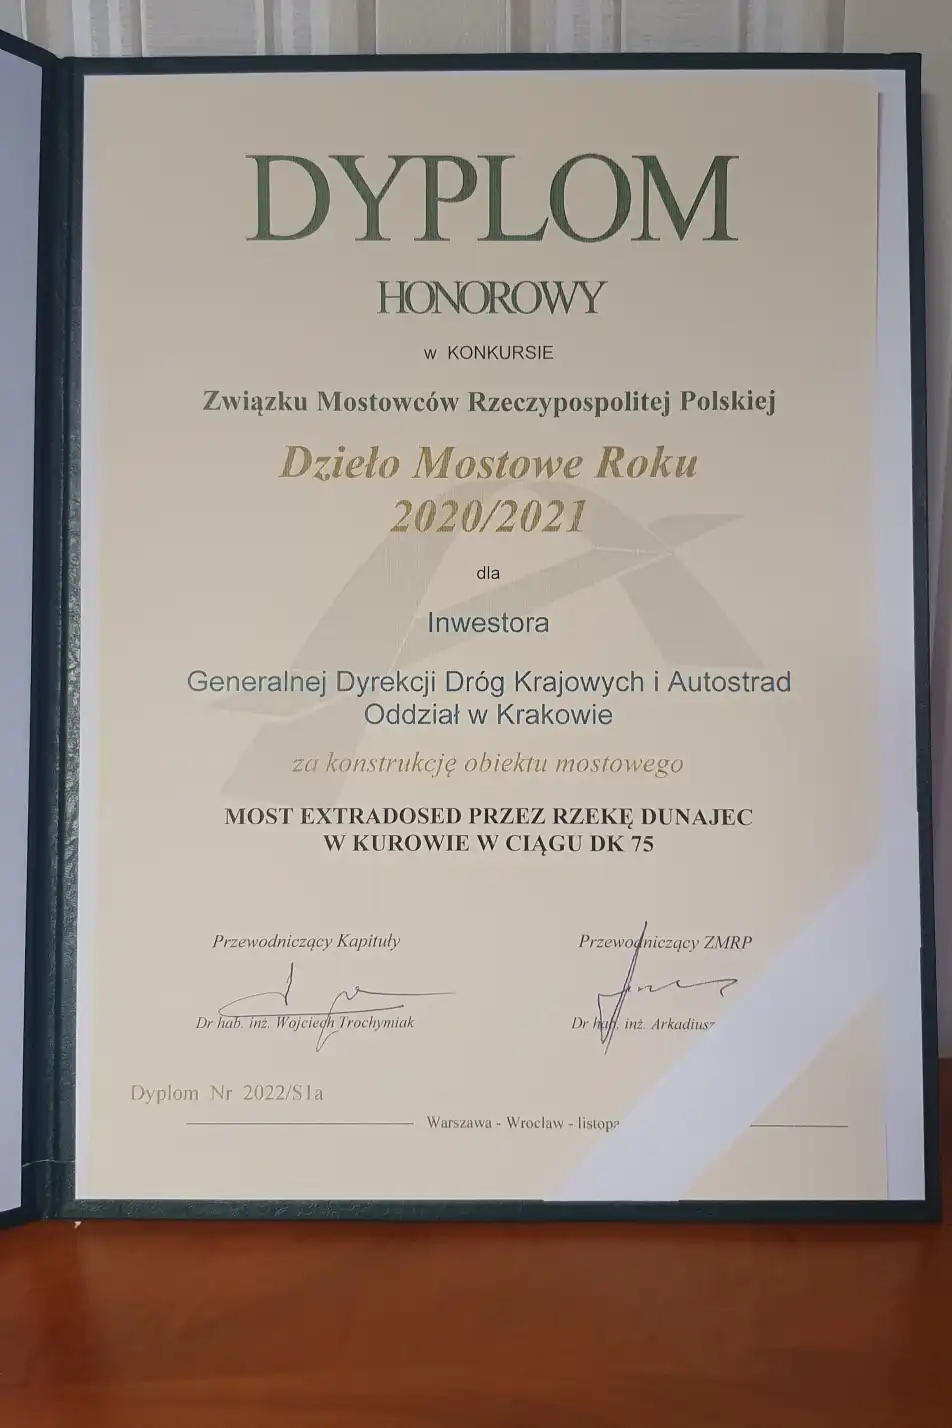 DYPLOM
HONOROWY
w KONKURSIE
Związku Mostowców Rzeczypospolitej Polskiej
Dzieło Mostowe Roku
2020/2021
dla
Inwestora
Generalnej Dyrekcji Dróg Krajowych i Autostrad
Oddział w Krakowie
za konstrukcję obiektu mostowego
MOST EXTRADOSED PRZEZ RZEKĘ DUNAJEC
W KUROWIE W CIĄGU DK 75
Przewodniczący Kapituły Przewodniczący ZMRP
Dr hab. inż. Wojciech Trochymiak Dr hab. inż. Arkadiusz
Dyplom Nr 2022/S1a
Warszawa - Wrocław -